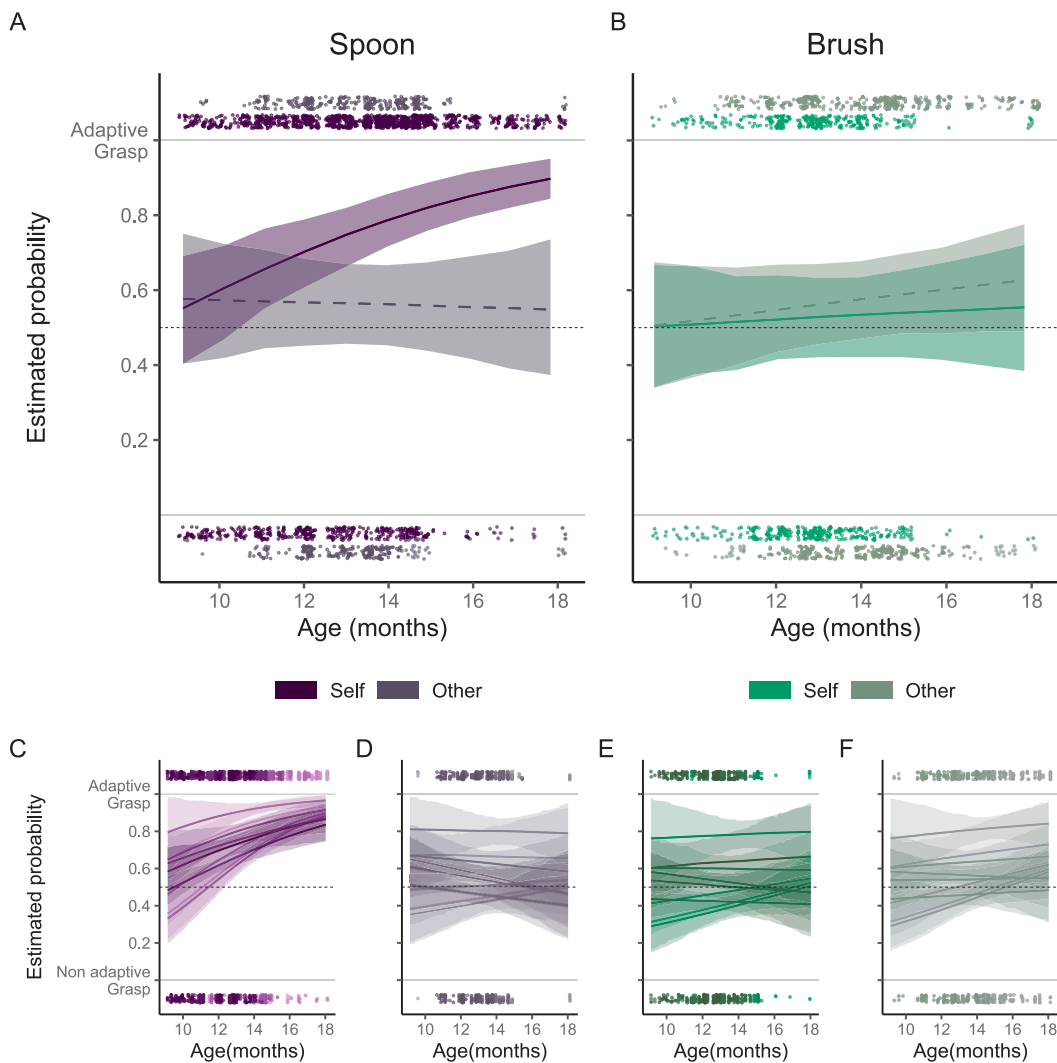 A
Spoon
B
Brush
Adaptive
Grasp
0.8
0.6
0.4
0.2
Estimated probability
10
12
14
16
18
Age (months)
10
12
14
16
18
Age (months)
Self
Other
Self
Other
C
D
E
F
Adaptive
Grasp
0.8
0.6
0.4
0.2
Non adaptive
Grasp
Estimated probability
10
12
14
16
18
Age(months)
10
12
14
16
18
Age(months)
10
12
14
16
18
Age(months)
10
12
14
16
18
Age(months)